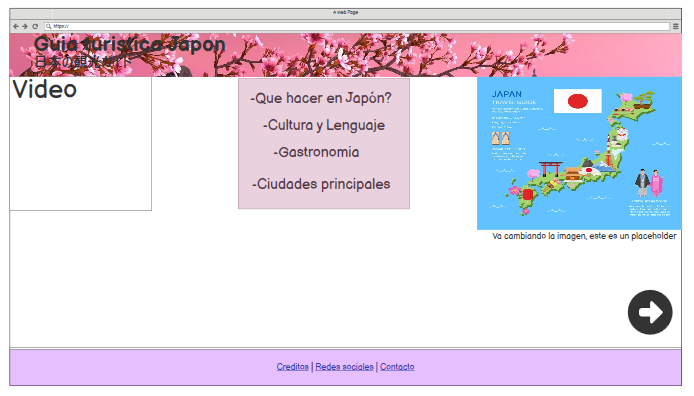 A Web Page
https://
Guia turistica Japon
日本の観光ガイド
Video
-Que hacer en Japón?
-Cultura y Lenguaje
-Gastronomia
-Ciudades principales
JAPAN
TRAVEL GUIDE
Va cambiando la imagen, este es un placeholder
Creditos | Redes sociales | Contacto